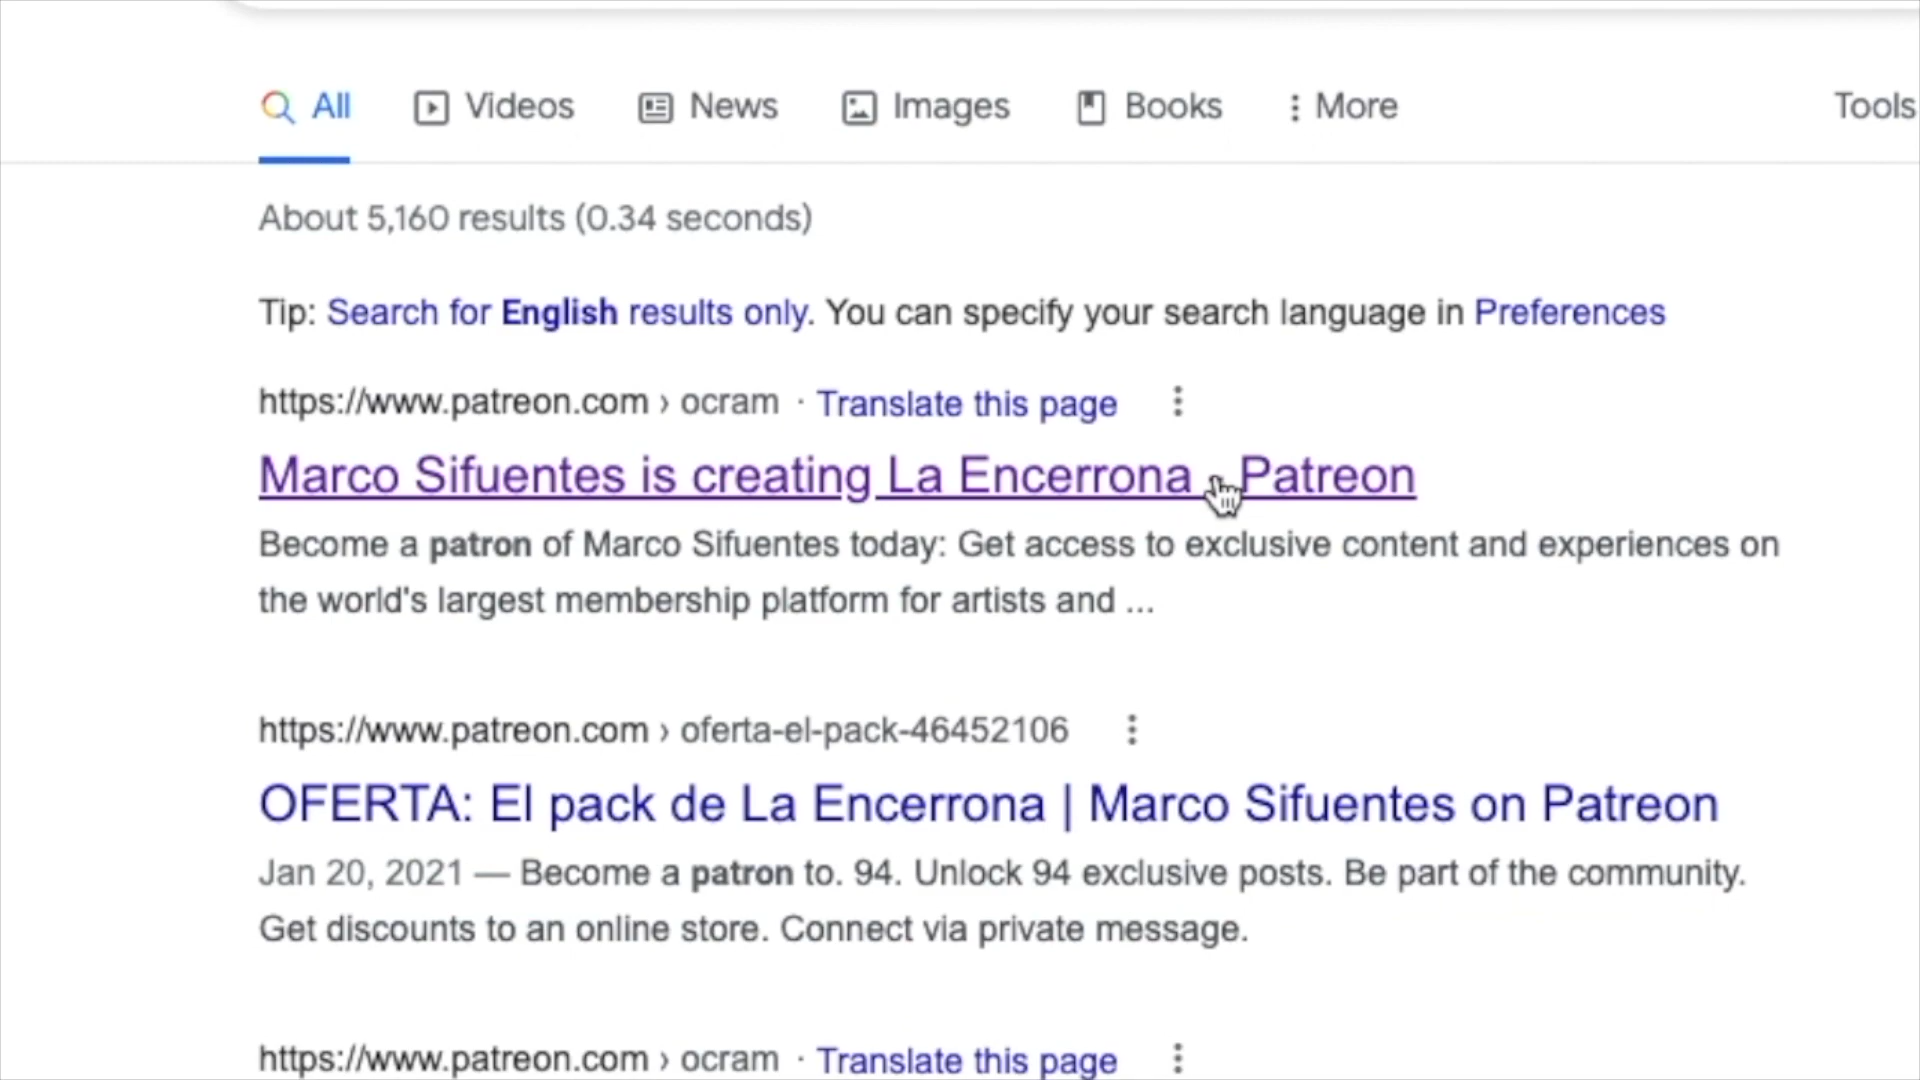 All Videos News Images Books More Tools
About 5,160 results (0.34 seconds)
Tip: Search for English results only. You can specify your search language in Preferences
https://www.patreon.com › ocram · Translate this page
Marco Sifuentes is creating La Encerrona Patreon
Become a patron of Marco Sifuentes today: Get access to exclusive content and experiences on
the world's largest membership platform for artists and ...
https://www.patreon.com › oferta-el-pack-46452106
OFERTA: El pack de La Encerrona | Marco Sifuentes on Patreon
Jan 20, 2021 — Become a patron to. 94. Unlock 94 exclusive posts. Be part of the community.
Get discounts to an online store. Connect via private message.
https://www.patreon.com › ocram · Translate this page